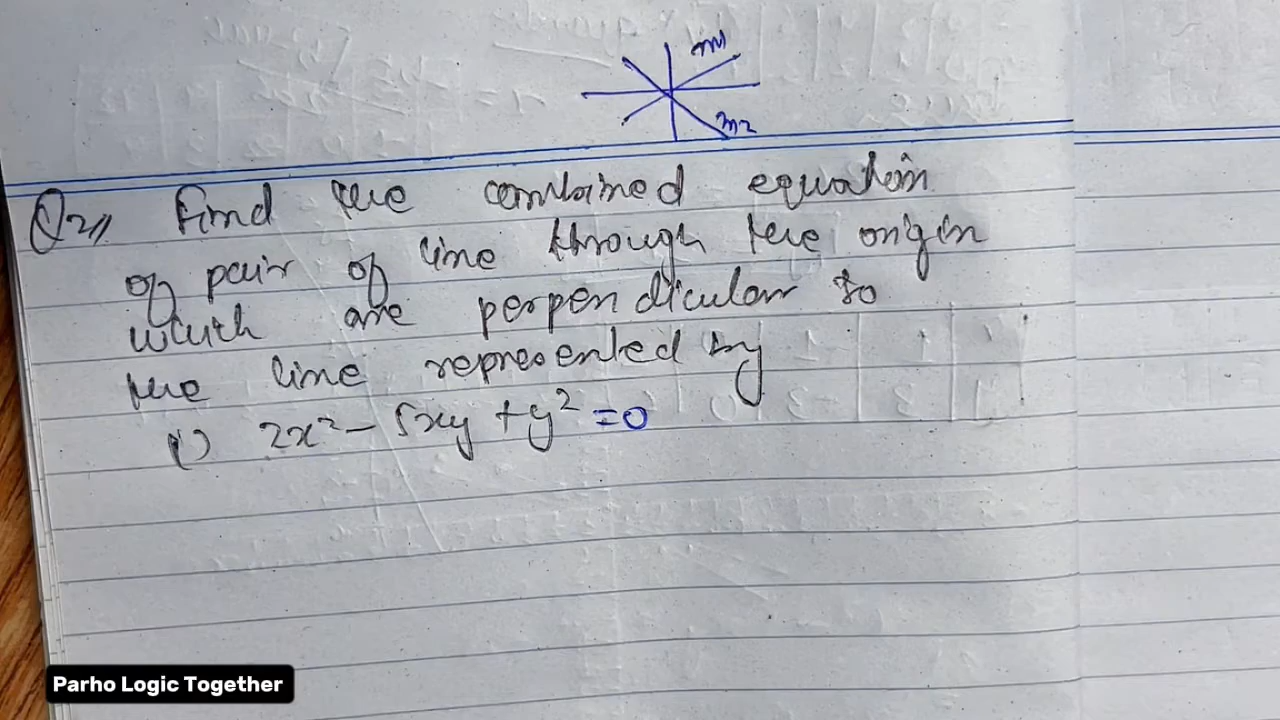 m1
m2
Q2// Find the combined equation
of pair of line through the origin
which are perpendicular to
the line represented by
(i) 2x² - 5xy + y² = 0
Parho Logic Together